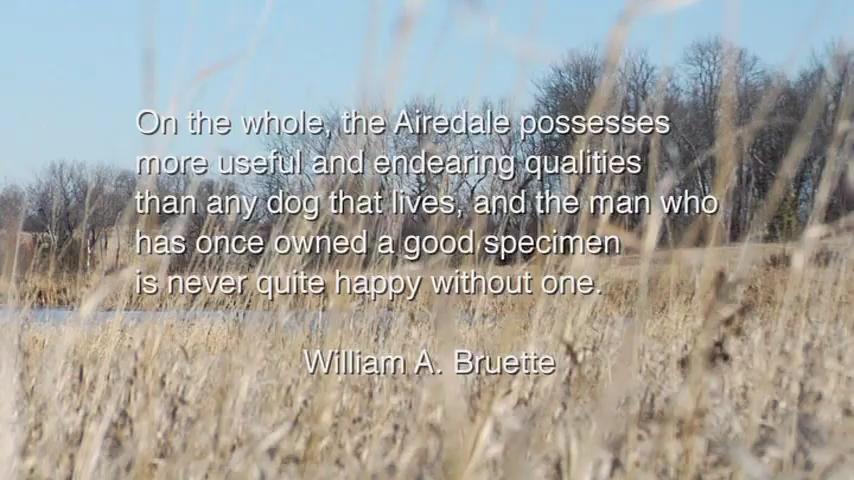 On the whole, the Airedale possesses
more useful and endearing qualities
than any dog that lives, and the man who
has once owned a good specimen
is never quite happy without one.
William A. Bruette